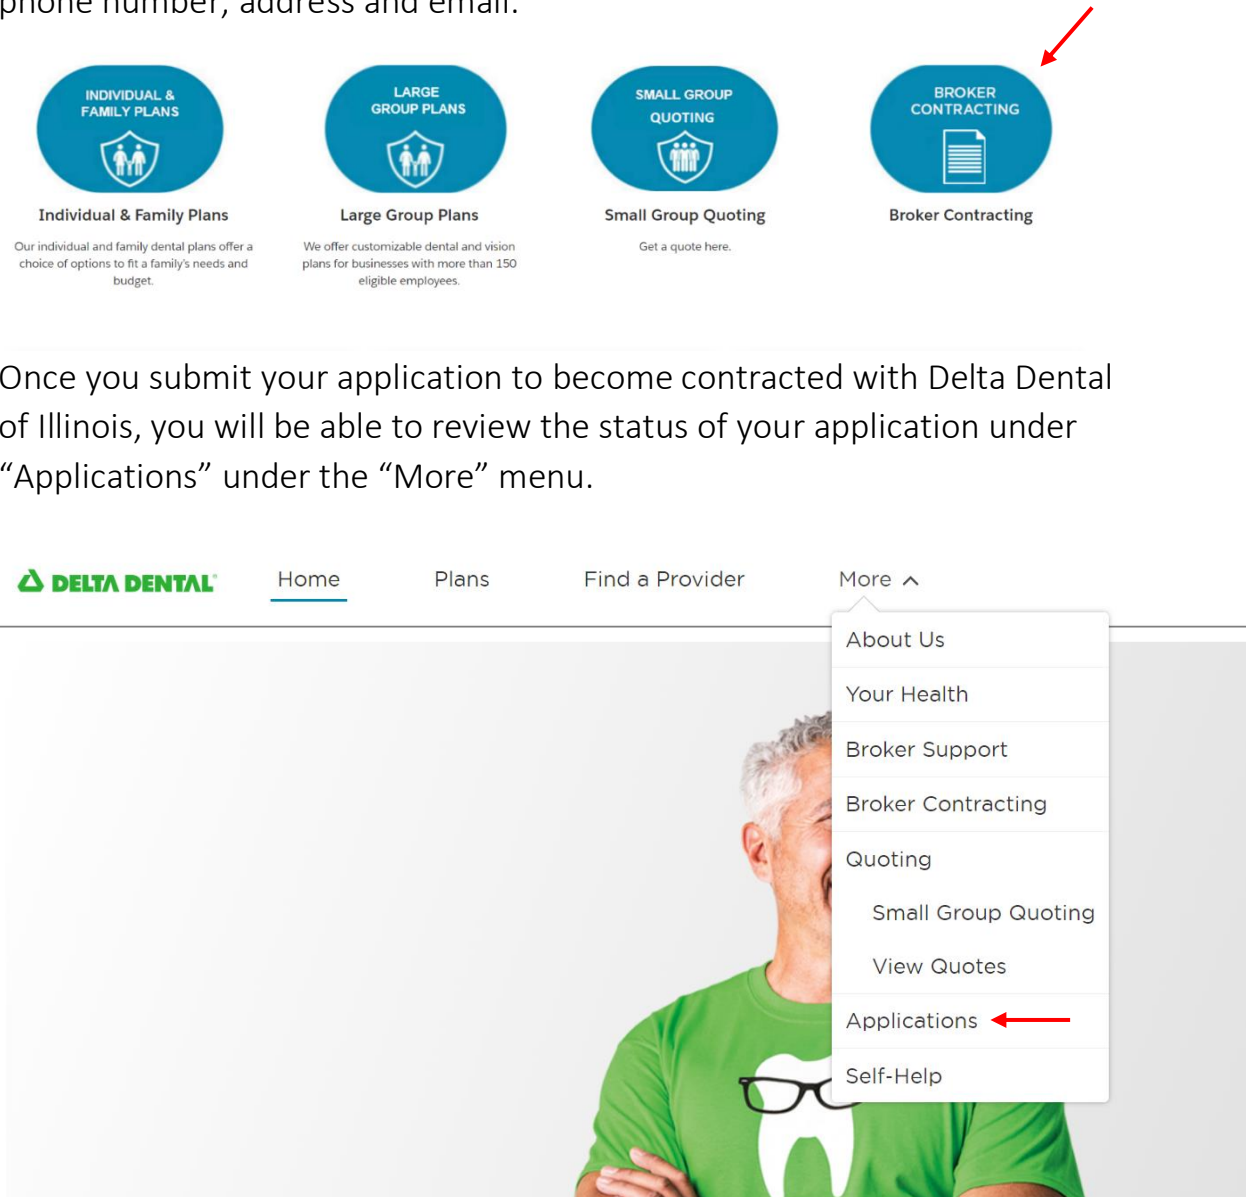 phone number, address and email.
INDIVIDUAL &
FAMILY PLANS
LARGE
GROUP PLANS
SMALL GROUP
QUOTING
BROKER
CONTRACTING
Individual & Family Plans
Large Group Plans
Small Group Quoting
Broker Contracting
Our individual and family dental plans offer a
choice of options to fit a family's needs and
budget.
We offer customizable dental and vision
plans for businesses with more than 150
eligible employees.
Get a quote here.
Once you submit your application to become contracted with Delta Dental
of Illinois, you will be able to review the status of your application under
“Applications” under the “More” menu.
DELTA DENTAL®
Home
Plans
Find a Provider
More
About Us
Your Health
Broker Support
Broker Contracting
Quoting
Small Group Quoting
View Quotes
Applications
Self-Help